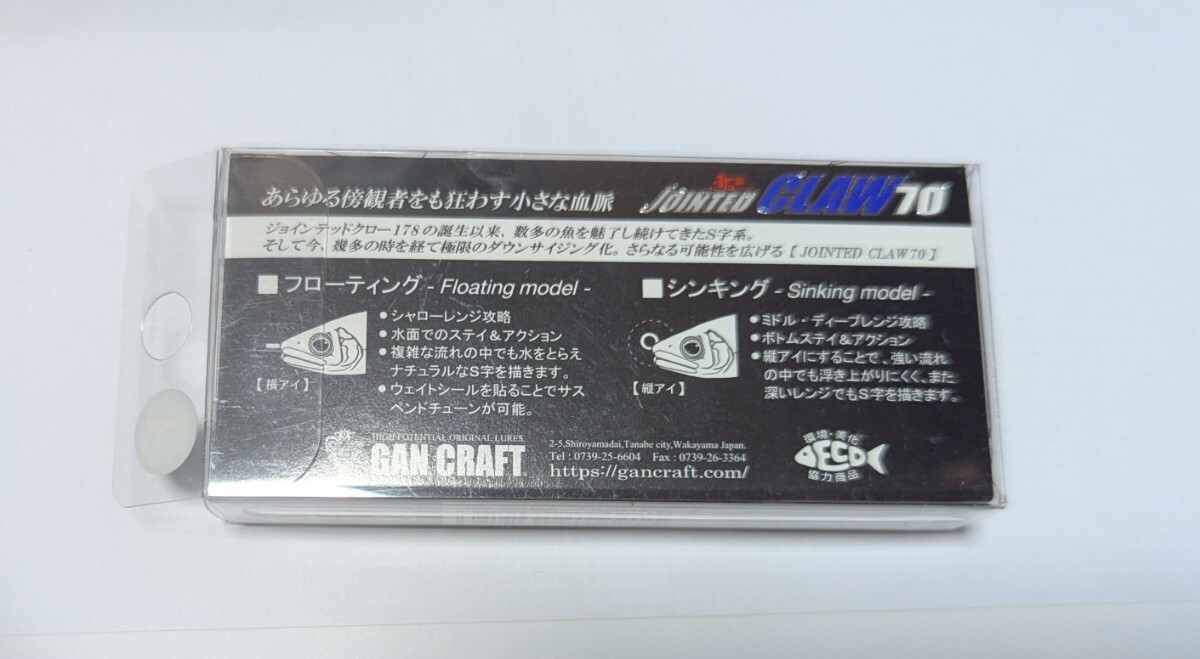 あらゆる傍観者をも狂わす小さな血脈
JOINTED CLAW 70
ジョインテッドクロー178の誕生以来、数多の魚を魅了し続けてきたS字系。
そして今、幾多の時を経て極限のダウンサイジング化。さらなる可能性を広げる【JOINTED CLAW 70】
■フローティング - Floating model -
【横アイ】
●シャローレンジ攻略
●水面でのステイ&アクション
●複雑な流れの中でも水をとらえ
ナチュラルなS字を描きます。
●ウェイトシールを貼ることでサス
ペンドチューンが可能。
■シンキング - Sinking model -
【縦アイ】
●ミドル・ディープレンジ攻略
●ボトムステイ&アクション
●縦アイにすることで、強い流れ
の中でも浮き上がりにくく、また
深いレンジでもS字を描きます。
HIGH POTENTIAL ORIGINAL LURES.
GAN CRAFT
2-5,Shiroyamadai,Tanabe city,Wakayama Japan.
Tel : 0739-25-6604 Fax : 0739-26-3364
https://gancraft.com/
環境・美化
ECO
協力商品